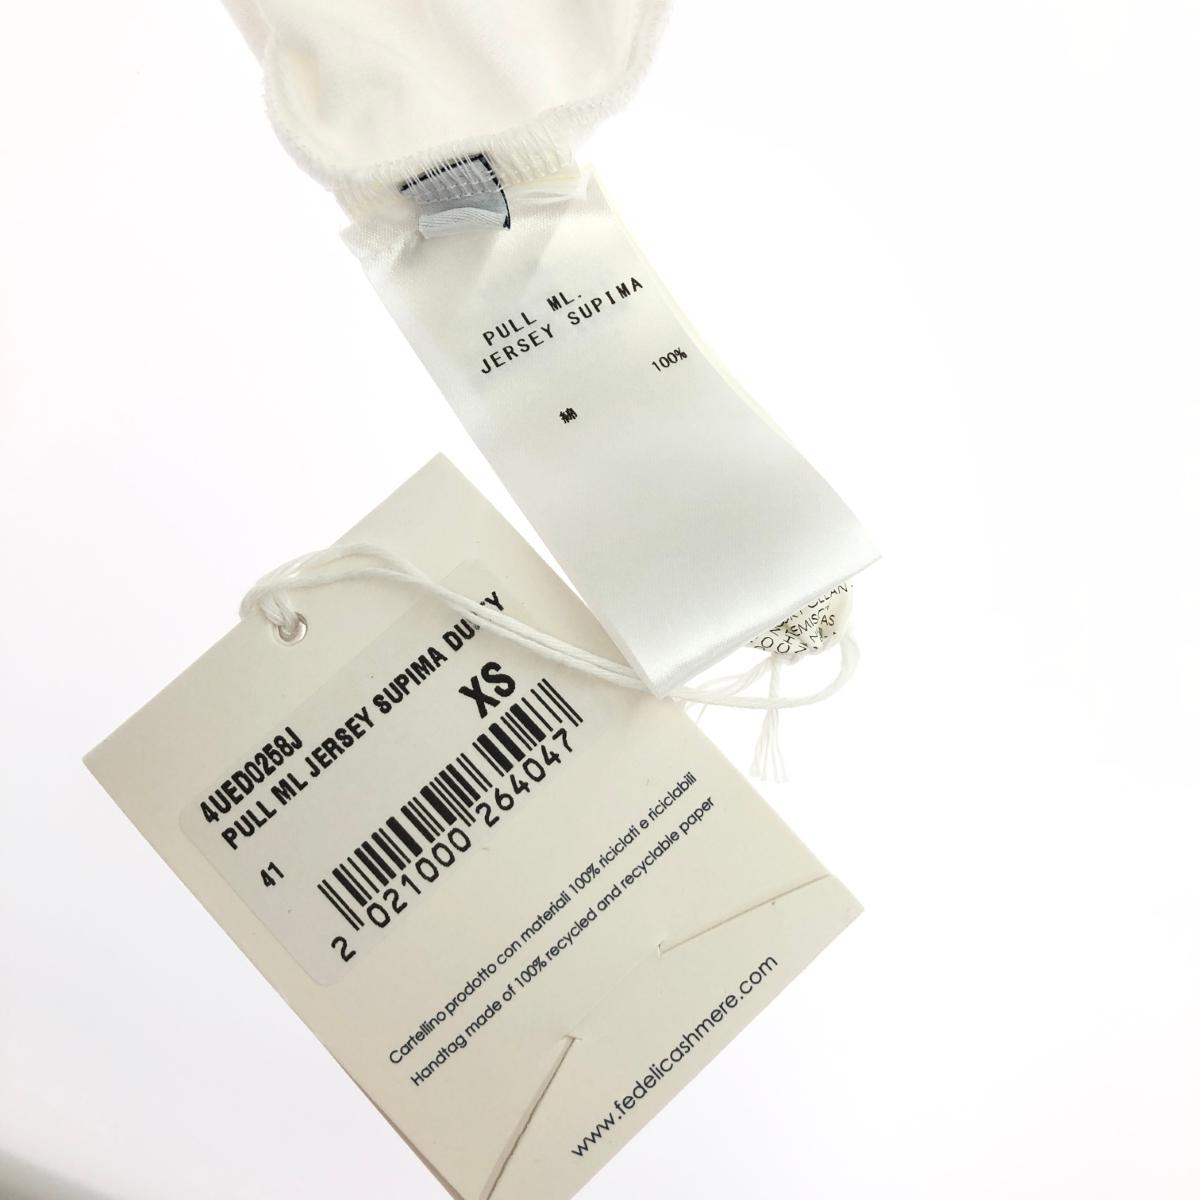 PULL ML.
JERSEY SUPIMA
綿 100%
4UED0258J
PULL ML JERSEY SUPIMA
XS
41
2 021000 264047
Cartellino prodotto con materiali 100% riciclati e riciclabili
Handtag made of 100% recycled and recyclable paper
www.fedelicashmere.com